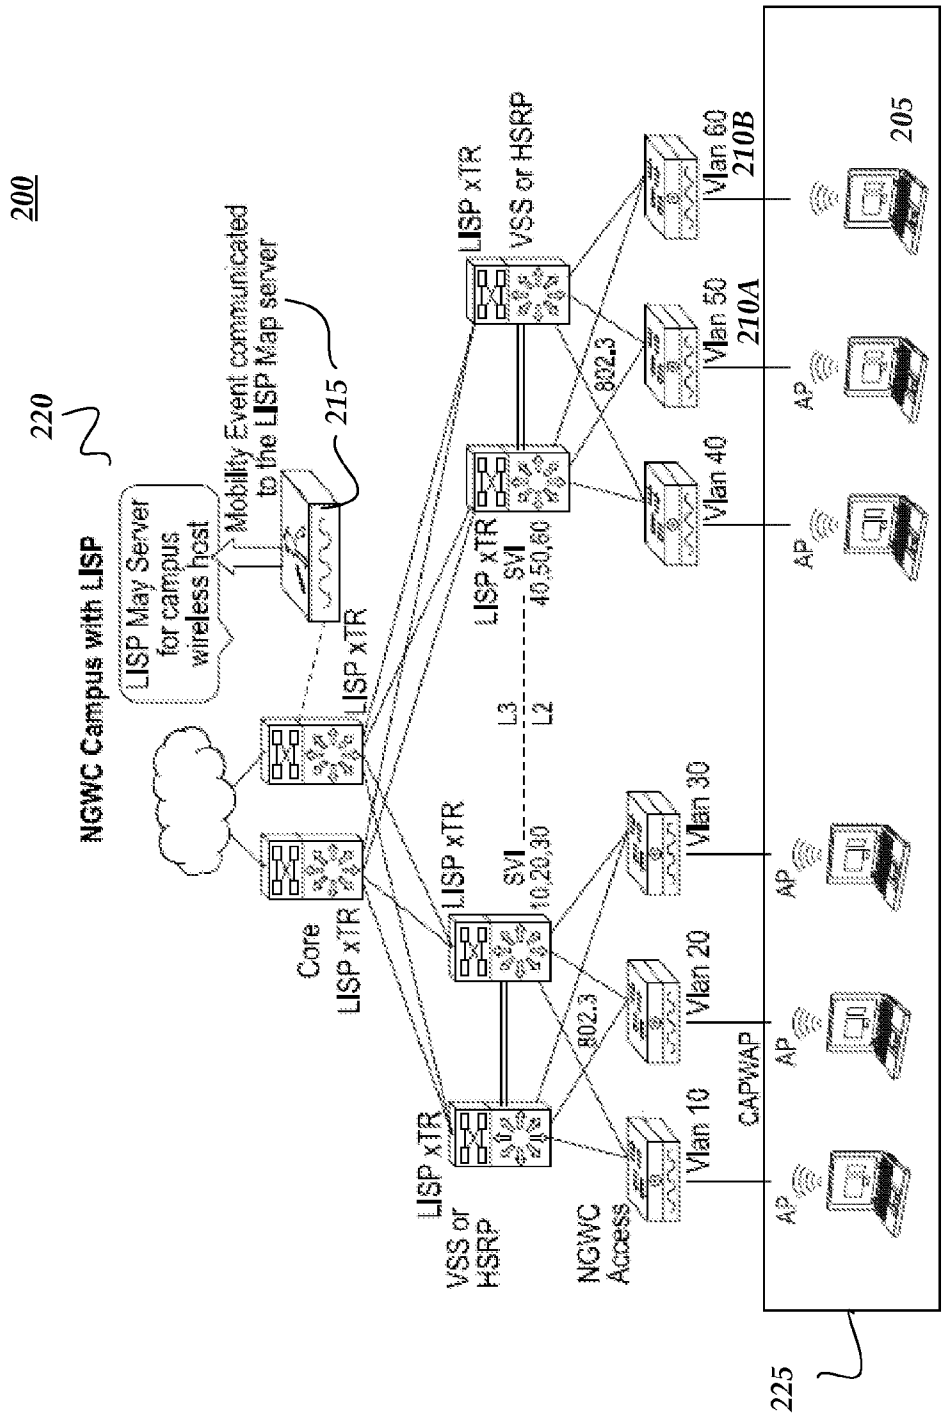 200
220
NGWC Campus with LISP
LISP May Server
for campus
wireless host
Mobility Event communicated
to the LISP Map server
215
Core
LISP xTR
LISP xTR
LISP xTR
VSS or
HSRP
LISP xTR
SVI
10,20,30
L3
L2
LISP xTR
SVI
40,50,60
LISP xTR
VSS or HSRP
802.3
802.3
NGWC
Access
Vlan 10
Vlan 20
Vlan 30
Vlan 40
Vlan 50
210A
Vlan 60
210B
CAPWAP
AP
AP
AP
AP
AP
205
225